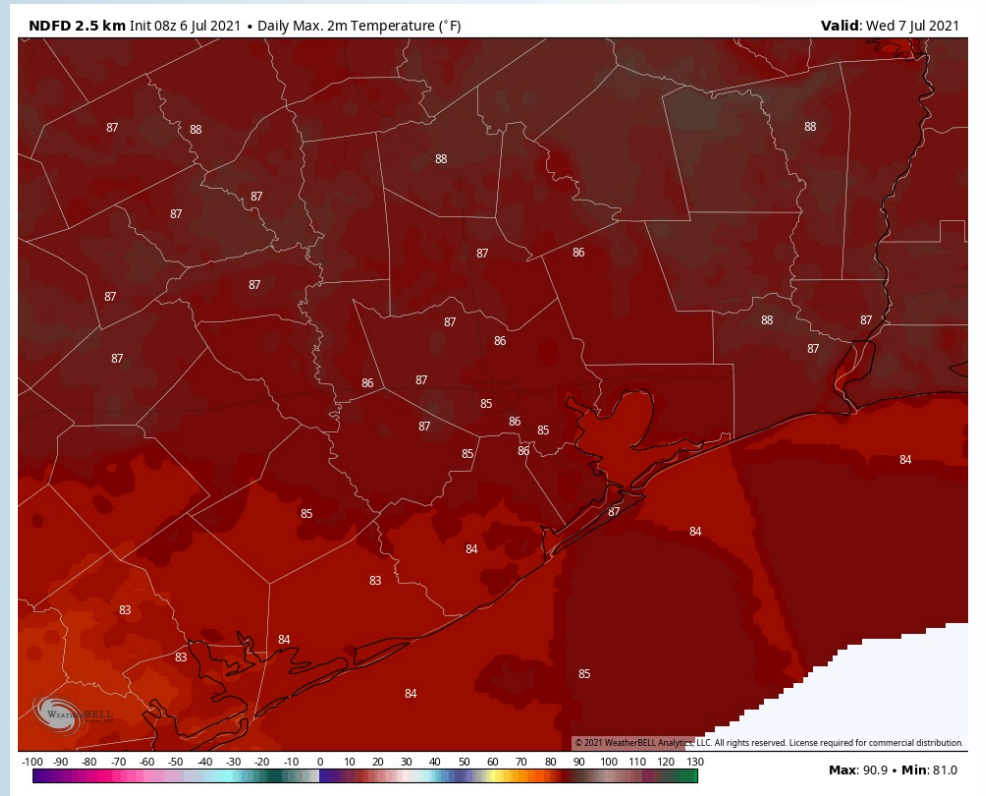 NDFD 2.5 km Init 08z 6 Jul 2021 • Daily Max. 2m Temperature (°F) Valid: Wed 7 Jul 2021
87 88 88
88
87
87
87 86
87
87
87 88 87
86 87
87
86 87
85
87 86 85
85 86
84
85 87
84
84
83
83
84
83
85
84
WeatherBELL
© 2021 WeatherBELL Analytics, LLC. All rights reserved. License required for commercial distribution.
-100 -90 -80 -70 -60 -50 -40 -30 -20 -10 0 10 20 30 40 50 60 70 80 90 100 110 120 130
Max: 90.9 • Min: 81.0